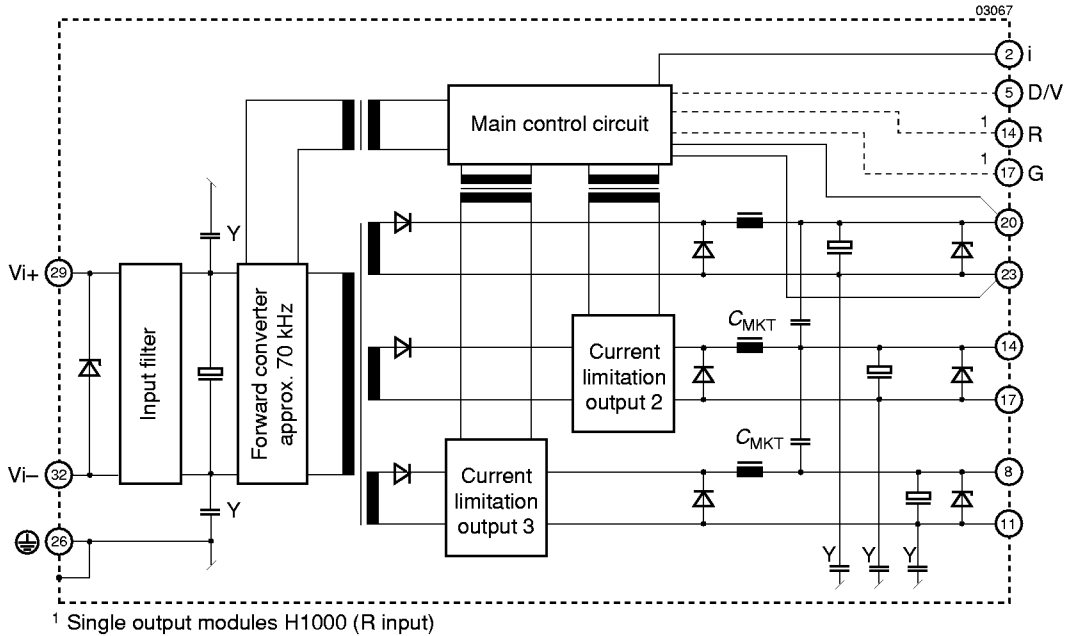 03067
2 i
5 D/V
Main control circuit
1
14 R
1
17 G
Y
20
Vi+ 29
23
Input filter
Forward converter
approx. 70 kHz
CMKT
14
Current
limitation
output 2
17
CMKT
Vi– 32
8
Current
limitation
output 3
Y
11
26
Y Y Y
1 Single output modules H1000 (R input)